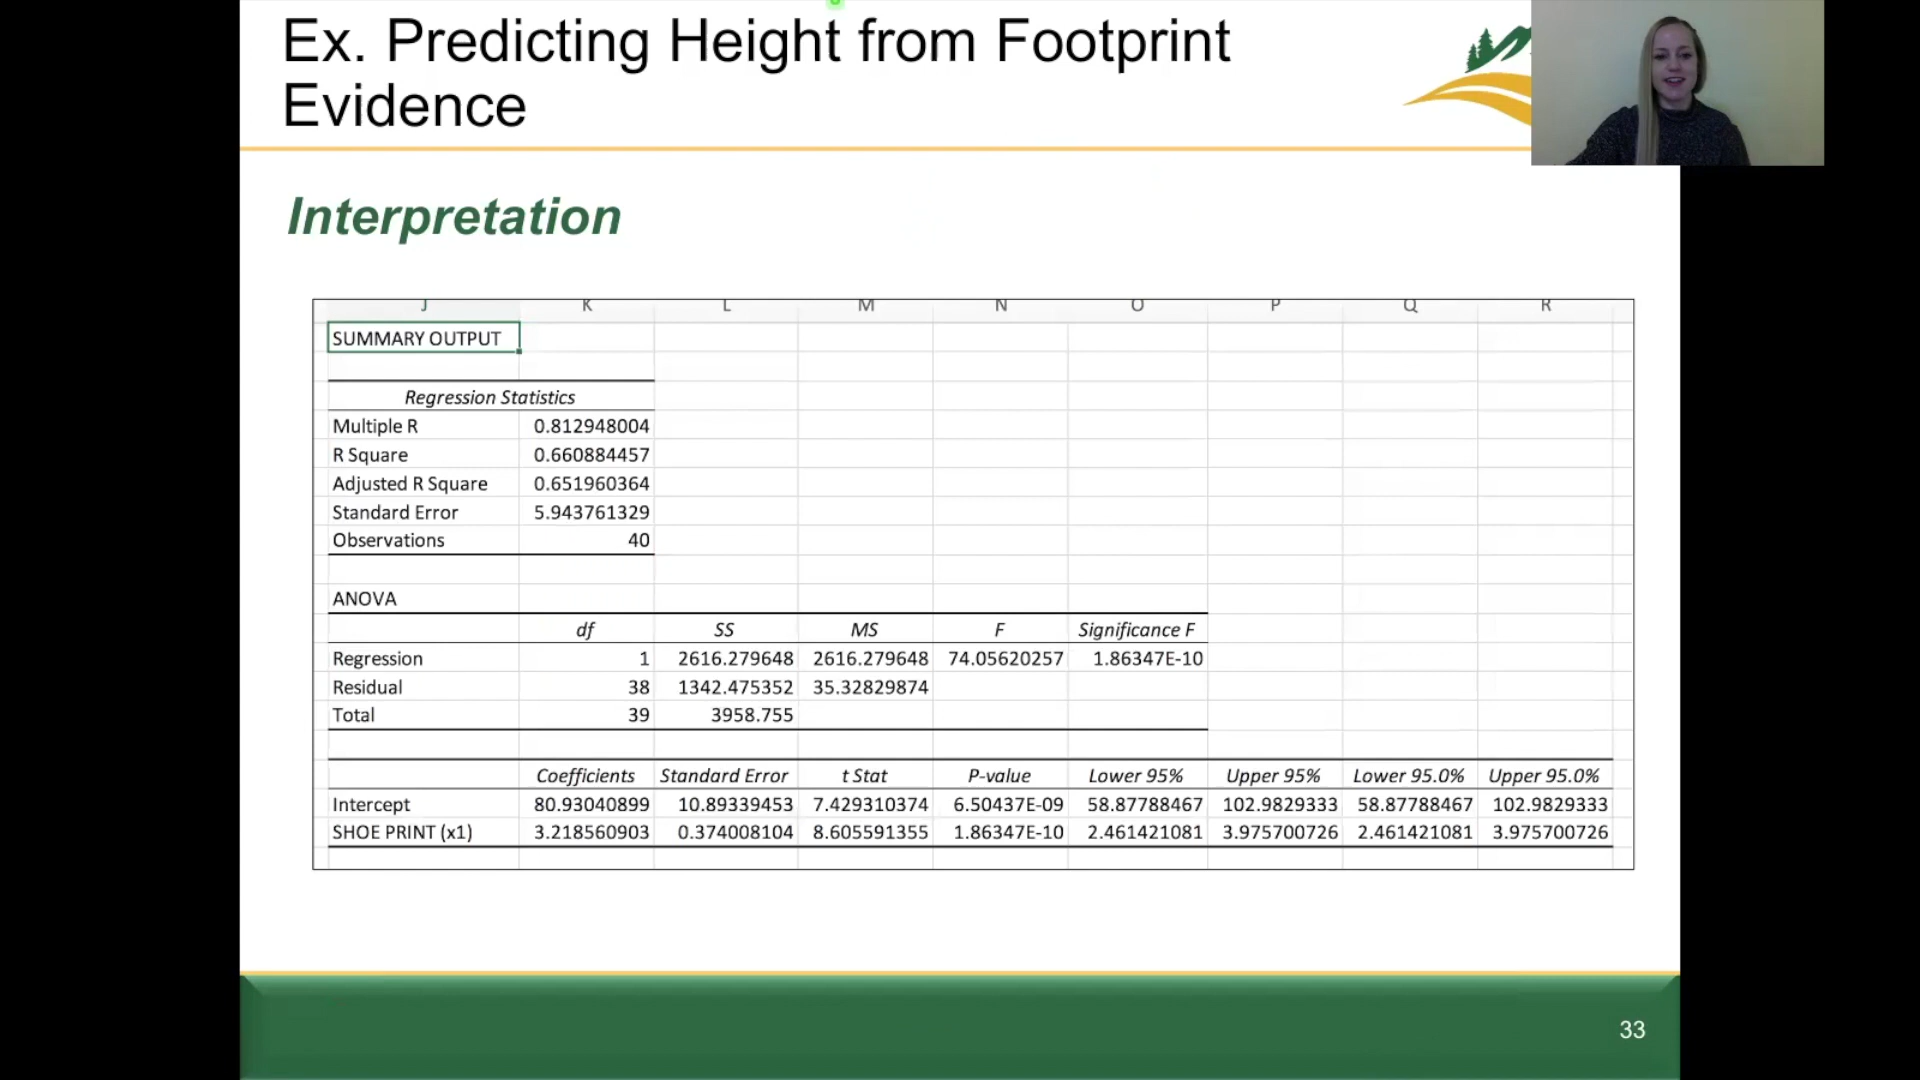 Ex. Predicting Height from Footprint
Evidence
Interpretation
J K L M N O P Q R
SUMMARY OUTPUT
Regression Statistics
Multiple R 0.812948004
R Square 0.660884457
Adjusted R Square 0.651960364
Standard Error 5.943761329
Observations 40
ANOVA
df SS MS F Significance F
Regression 1 2616.279648 2616.279648 74.05620257 1.86347E-10
Residual 38 1342.475352 35.32829874
Total 39 3958.755
Coefficients Standard Error t Stat P-value Lower 95% Upper 95% Lower 95.0% Upper 95.0%
Intercept 80.93040899 10.89339453 7.429310374 6.50437E-09 58.87788467 102.9829333 58.87788467 102.9829333
SHOE PRINT (x1) 3.218560903 0.374008104 8.605591355 1.86347E-10 2.461421081 3.975700726 2.461421081 3.975700726
33